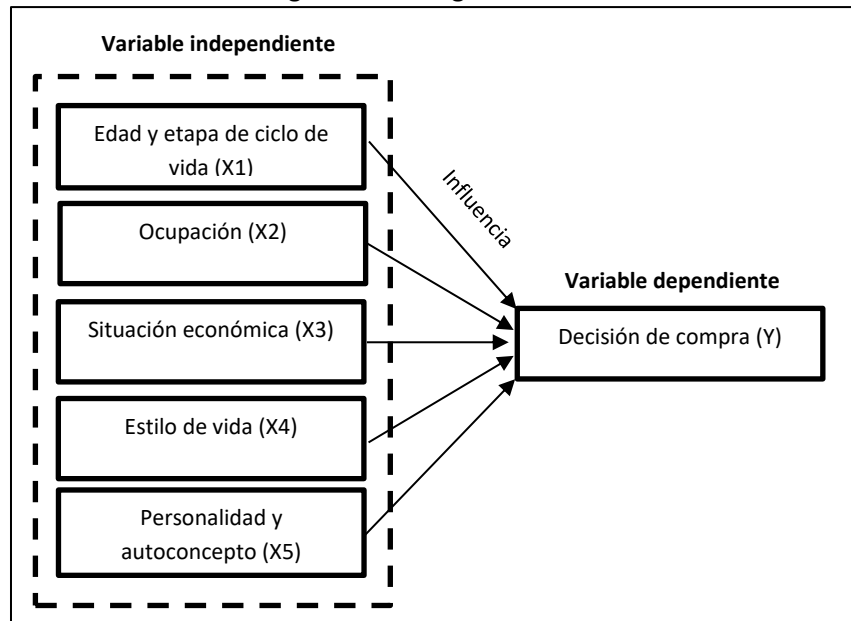 Variable independiente
Edad y etapa de ciclo de
vida (X1)
Ocupación (X2)
Situación económica (X3)
Estilo de vida (X4)
Personalidad y
autoconcepto (X5)
Influencia
Variable dependiente
Decisión de compra (Y)